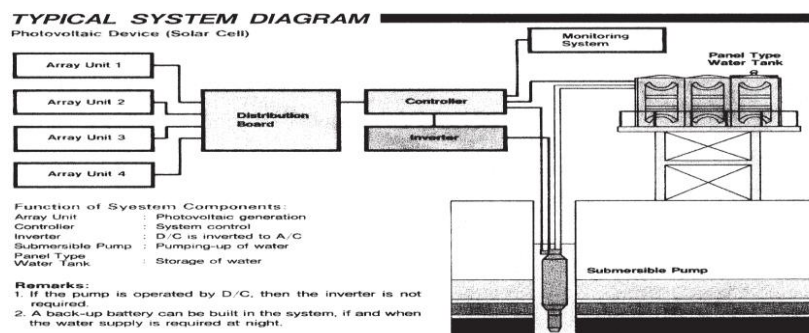 TYPICAL SYSTEM DIAGRAM
Photovoltaic Device (Solar Cell)
Monitoring
System
Panel Type
Water Tank
Array Unit 1
Array Unit 2
Array Unit 3
Array Unit 4
Distribution
Board
Controller
Inverter
Submersible Pump
Function of Syestem Components:
Array Unit : Photovoltaic generation
Controller : System control
Inverter : D/C is inverted to A/C
Submersible Pump : Pumping-up of water
Panel Type
Water Tank : Storage of water
Remarks:
1. If the pump is operated by D/C, then the inverter is not
required.
2. A back-up battery can be built in the system, if and when
the water supply is required at night.